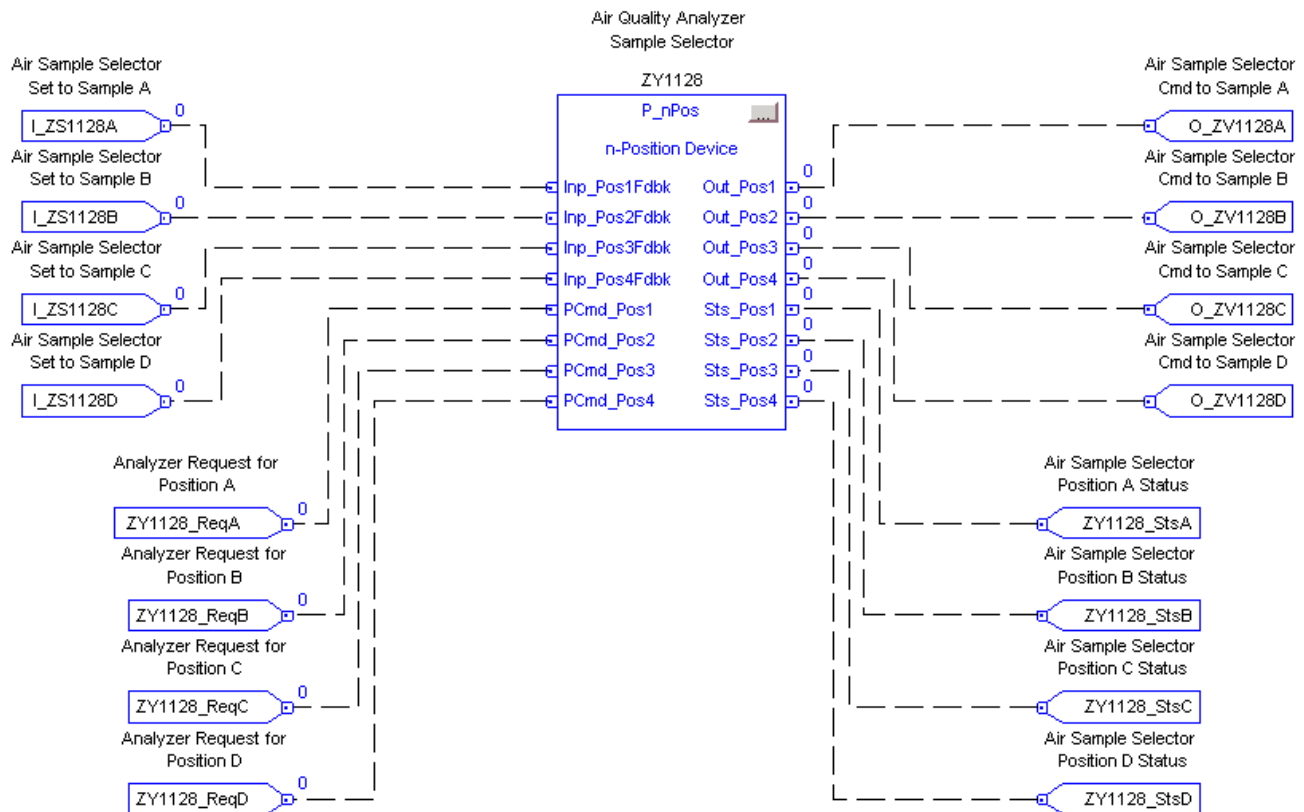 Air Quality Analyzer
Sample Selector
ZY1128
P_nPos
...
n-Position Device
Inp_Pos1Fdbk
Out_Pos1
0
Inp_Pos2Fdbk
Out_Pos2
0
Inp_Pos3Fdbk
Out_Pos3
0
Inp_Pos4Fdbk
Out_Pos4
0
PCmd_Pos1
Sts_Pos1
0
PCmd_Pos2
Sts_Pos2
0
PCmd_Pos3
Sts_Pos3
0
PCmd_Pos4
Sts_Pos4
0
Air Sample Selector
Set to Sample A
I_ZS1128A
0
Air Sample Selector
Set to Sample B
I_ZS1128B
0
Air Sample Selector
Set to Sample C
I_ZS1128C
0
Air Sample Selector
Set to Sample D
I_ZS1128D
0
Analyzer Request for
Position A
ZY1128_ReqA
0
Analyzer Request for
Position B
ZY1128_ReqB
0
Analyzer Request for
Position C
ZY1128_ReqC
0
Analyzer Request for
Position D
ZY1128_ReqD
0
Air Sample Selector
Cmd to Sample A
O_ZV1128A
Air Sample Selector
Cmd to Sample B
O_ZV1128B
Air Sample Selector
Cmd to Sample C
O_ZV1128C
Air Sample Selector
Cmd to Sample D
O_ZV1128D
Air Sample Selector
Position A Status
ZY1128_StsA
Air Sample Selector
Position B Status
ZY1128_StsB
Air Sample Selector
Position C Status
ZY1128_StsC
Air Sample Selector
Position D Status
ZY1128_StsD